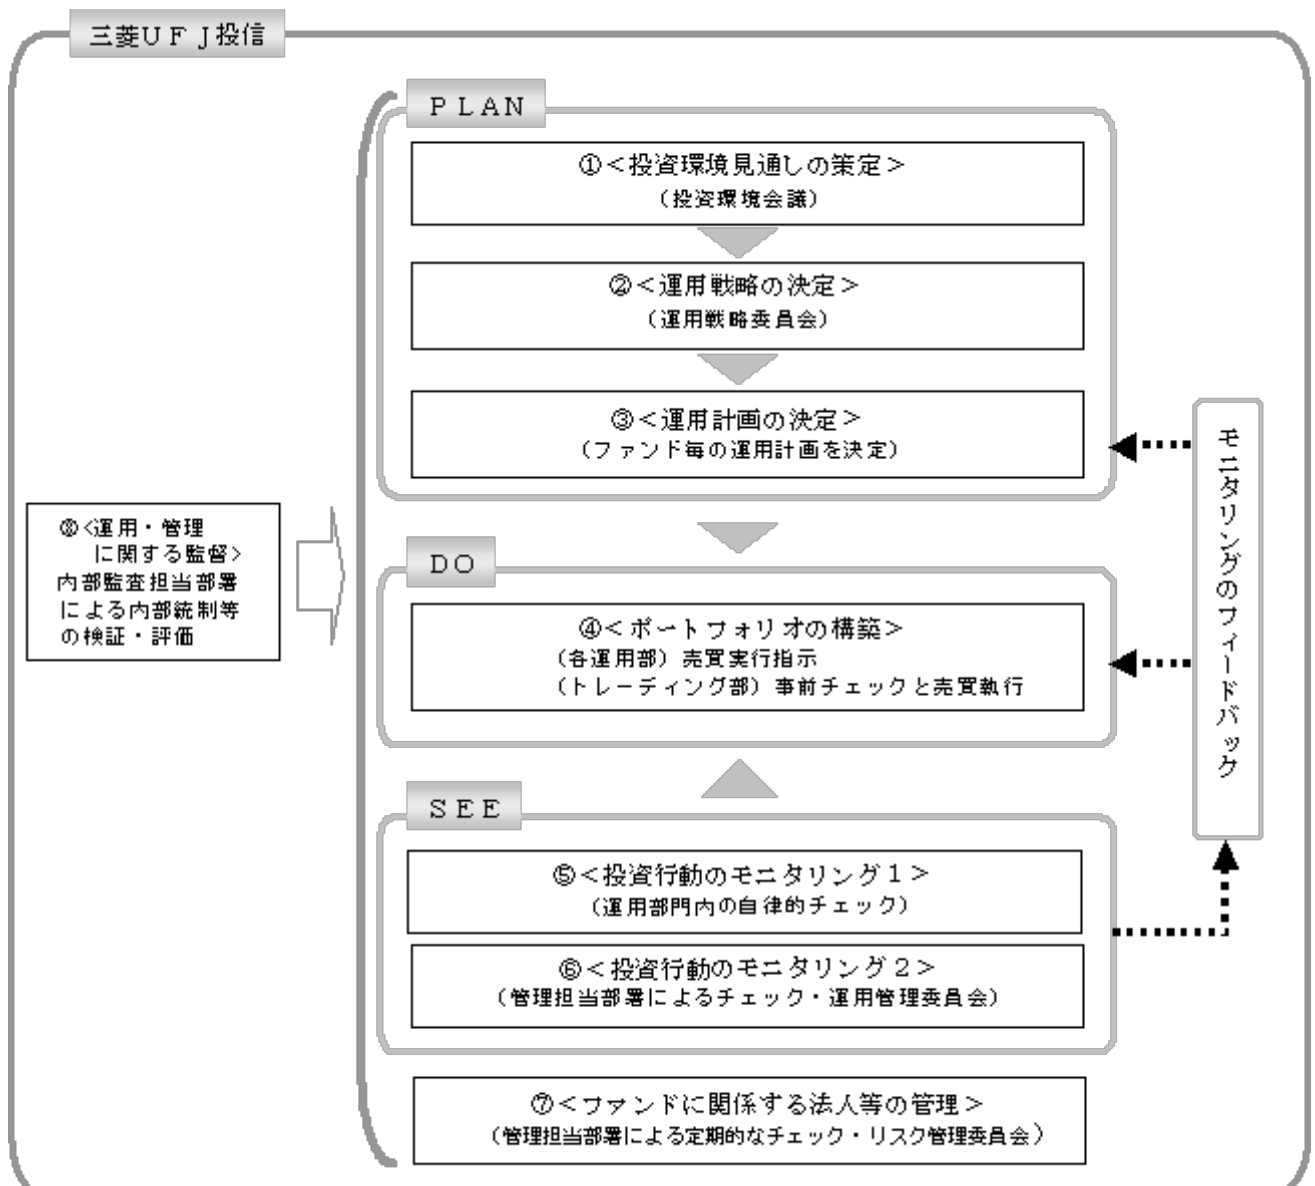 三菱ＵＦＪ投信
ＰＬＡＮ
①＜投資環境見通しの策定＞
（投資環境会議）
②＜運用戦略の決定＞
（運用戦略委員会）
③＜運用計画の決定＞
（ファンド毎の運用計画を決定）
⑧＜運用・管理
に関する監督＞
内部監査担当部署
による内部統制等
の検証・評価
ＤＯ
④＜ポートフォリオの構築＞
（各運用部）売買実行指示
（トレーディング部）事前チェックと売買執行
ＳＥＥ
⑤＜投資行動のモニタリング１＞
（運用部門内の自律的チェック）
⑥＜投資行動のモニタリング２＞
（管理担当部署によるチェック・運用管理委員会）
⑦＜ファンドに関係する法人等の管理＞
（管理担当部署による定期的なチェック・リスク管理委員会）
モニタリングのフィードバック